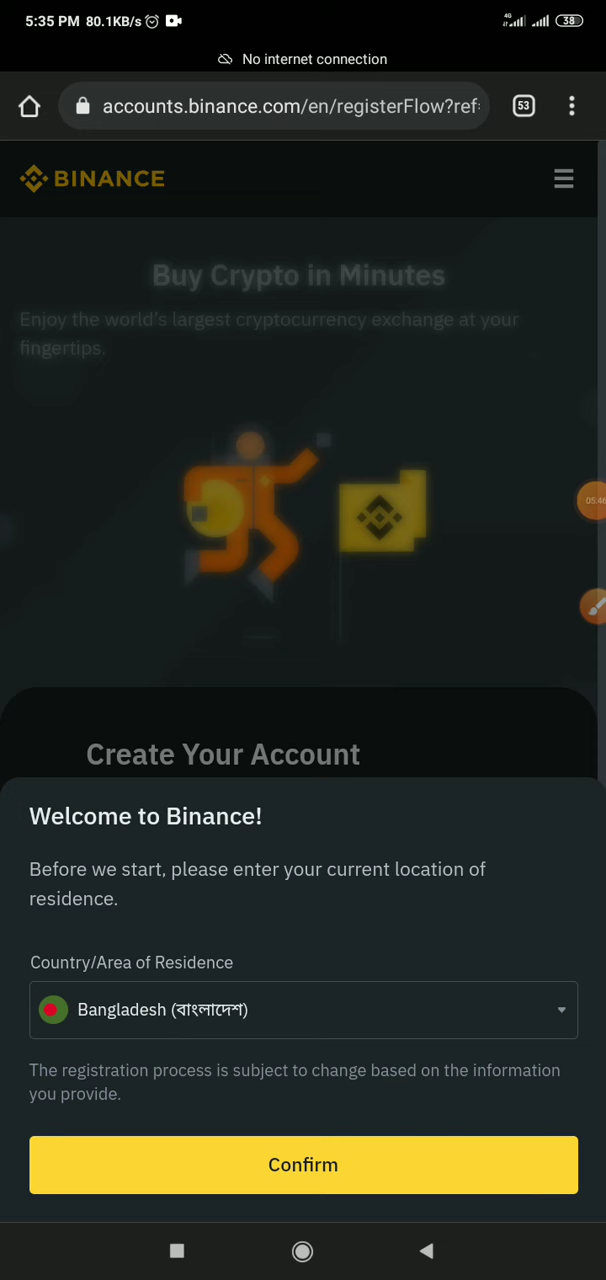 5:35 PM 80.1KB/s 4G 38
No internet connection
accounts.binance.com/en/registerFlow?ref 53
BINANCE
Buy Crypto in Minutes
Enjoy the world's largest cryptocurrency exchange at your
fingertips.
05:46
Create Your Account
Welcome to Binance!
Before we start, please enter your current location of
residence.
Country/Area of Residence
Bangladesh (বাংলাদেশ)
The registration process is subject to change based on the information
you provide.
Confirm